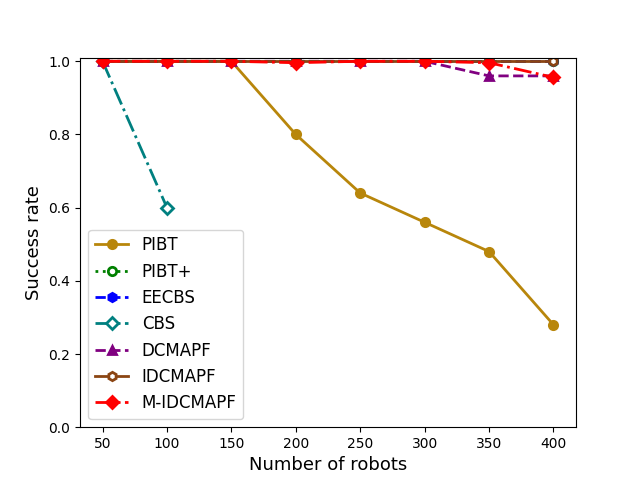 1.0
0.8
0.6
0.4
0.2
0.0
Success rate
PIBT
PIBT+
EECBS
CBS
DCMAPF
IDCMAPF
M-IDCMAPF
50 100 150 200 250 300 350 400
Number of robots